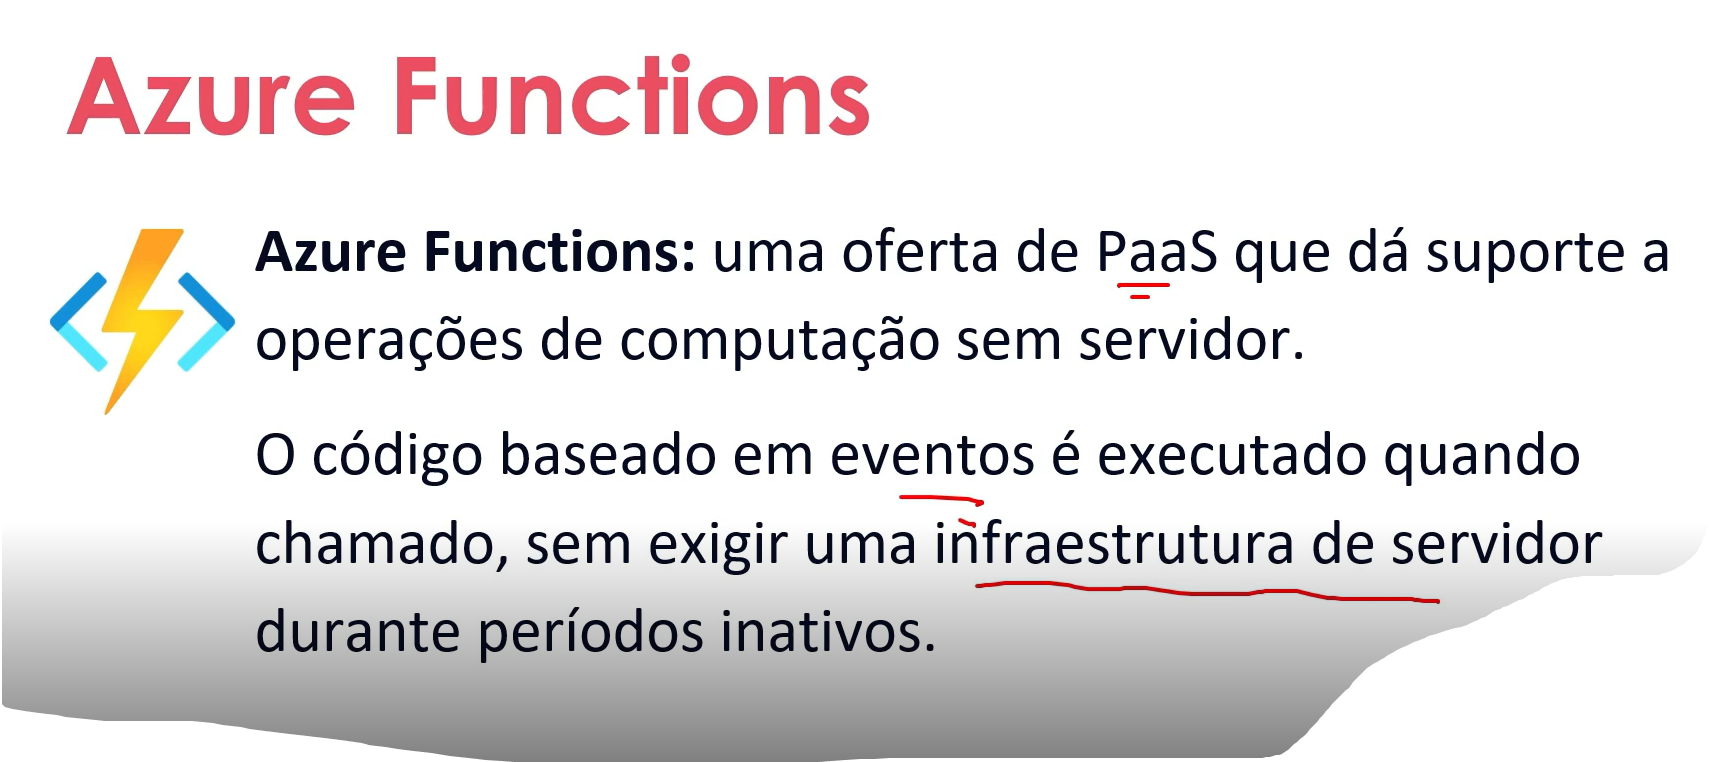 Azure Functions
Azure Functions: uma oferta de PaaS que dá suporte a
operações de computação sem servidor.
O código baseado em eventos é executado quando
chamado, sem exigir uma infraestrutura de servidor
durante períodos inativos.